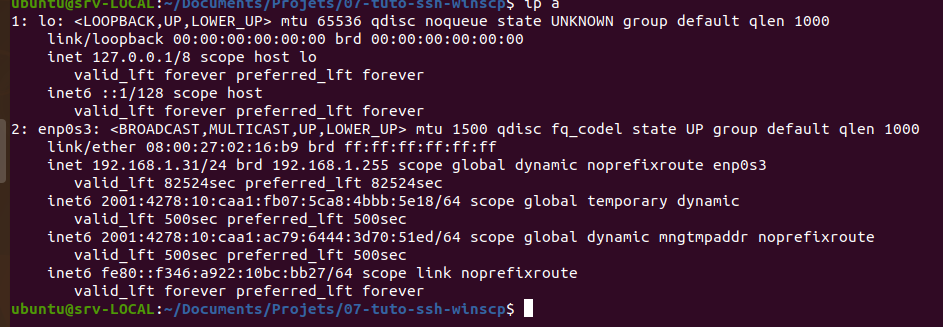 ubuntu@srv-LOCAL:~/Documents/Projets/07-tuto-ssh-winscp$ ip a
1: lo: <LOOPBACK,UP,LOWER_UP> mtu 65536 qdisc noqueue state UNKNOWN group default qlen 1000
    link/loopback 00:00:00:00:00:00 brd 00:00:00:00:00:00
    inet 127.0.0.1/8 scope host lo
       valid_lft forever preferred_lft forever
    inet6 ::1/128 scope host
       valid_lft forever preferred_lft forever
2: enp0s3: <BROADCAST,MULTICAST,UP,LOWER_UP> mtu 1500 qdisc fq_codel state UP group default qlen 1000
    link/ether 08:00:27:02:16:b9 brd ff:ff:ff:ff:ff:ff
    inet 192.168.1.31/24 brd 192.168.1.255 scope global dynamic noprefixroute enp0s3
       valid_lft 82524sec preferred_lft 82524sec
    inet6 2001:4278:10:caa1:fb07:5ca8:4bbb:5e18/64 scope global temporary dynamic
       valid_lft 500sec preferred_lft 500sec
    inet6 2001:4278:10:caa1:ac79:6444:3d70:51ed/64 scope global dynamic mngtmpaddr noprefixroute
       valid_lft 500sec preferred_lft 500sec
    inet6 fe80::f346:a922:10bc:bb27/64 scope link noprefixroute
       valid_lft forever preferred_lft forever
ubuntu@srv-LOCAL:~/Documents/Projets/07-tuto-ssh-winscp$